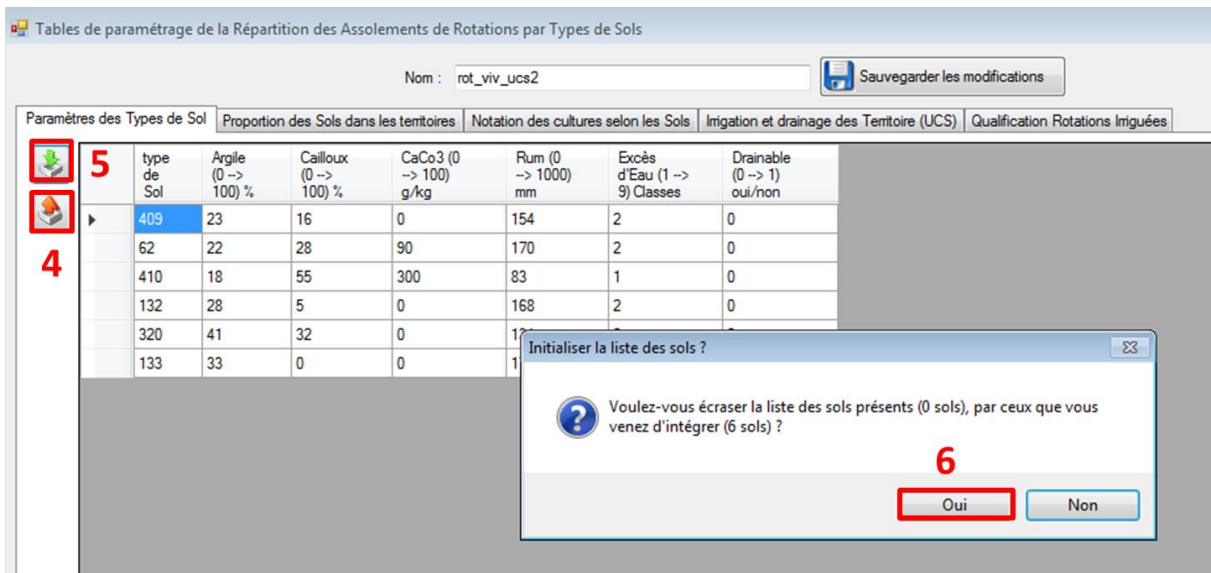 Tables de paramétrage de la Répartition des Assolements de Rotations par Types de Sols
Nom : rot_viv_ucs2 Sauvegarder les modifications
Paramètres des Types de Sol Proportion des Sols dans les territoires Notation des cultures selon les Sols Irrigation et drainage des Territoire (UCS) Qualification Rotations Irriguées
5
4
type de Sol Argile (0 --> 100) % Cailloux (0 --> 100) % CaCo3 (0 --> 100) g/kg Rum (0 --> 1000) mm Excès d'Eau (1 --> 9) Classes Drainable (0 --> 1) oui/non
409 23 16 0 154 2 0
62 22 28 90 170 2 0
410 18 55 300 83 1 0
132 28 5 0 168 2 0
320 41 32 0
133 33 0 0
Initialiser la liste des sols ?
Voulez-vous écraser la liste des sols présents (0 sols), par ceux que vous
venez d'intégrer (6 sols) ?
6
Oui Non